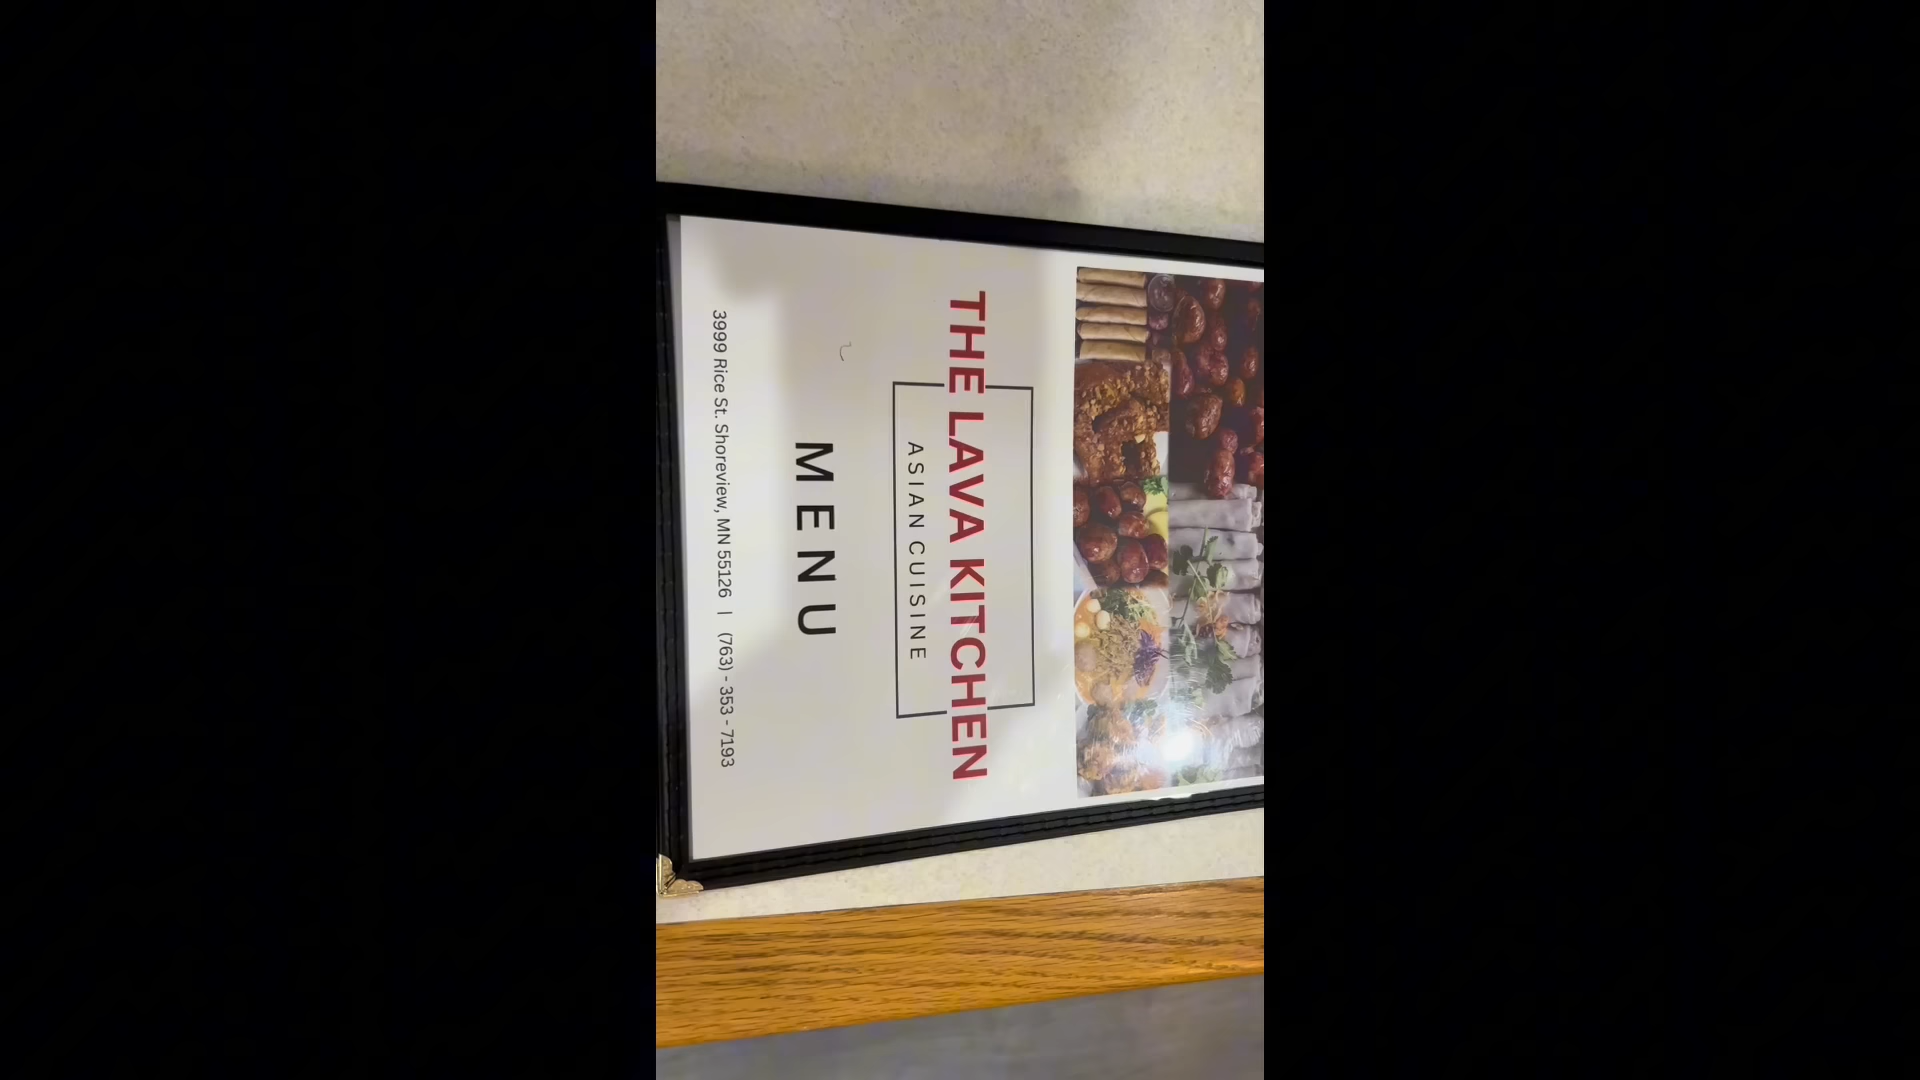 THE LAVA KITCHEN
ASIAN CUISINE
MENU
3999 Rice St. Shoreview, MN 55126 | (763) - 353 - 7193